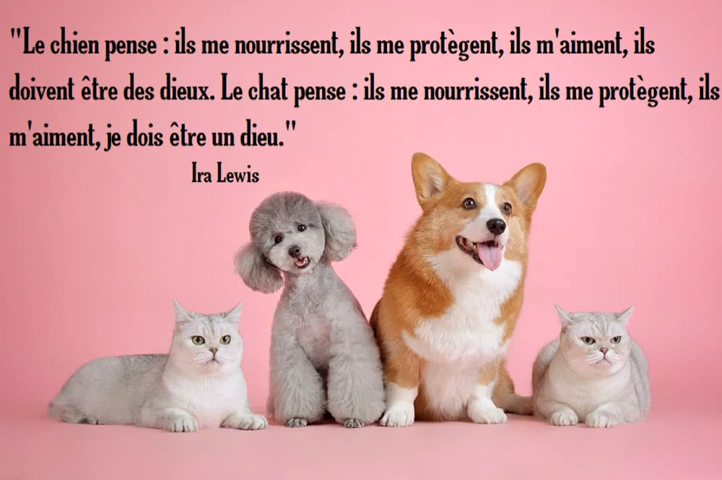 "Le chien pense : ils me nourrissent, ils me protègent, ils m'aiment, ils
doivent être des dieux. Le chat pense : ils me nourrissent, ils me protègent, ils
m'aiment, je dois être un dieu."
Ira Lewis